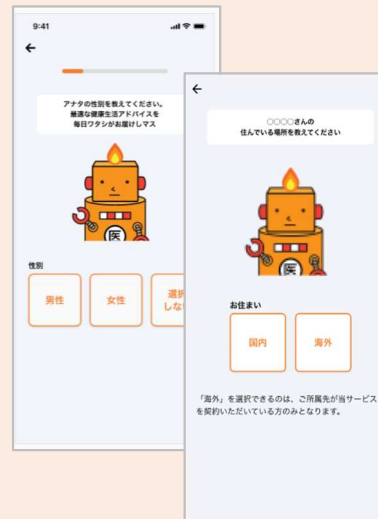 9:41
アナタの性別を教えてください。
最適な健康生活アドバイスを
毎日ワタシがお届けしマス
医
性別
男性
女性
選択
しな
〇〇〇〇さんの
住んでいる場所を教えてください
医
お住まい
国内
海外
「海外」を選択できるのは、ご所属先が当サービス
を契約いただいている方のみとなります。